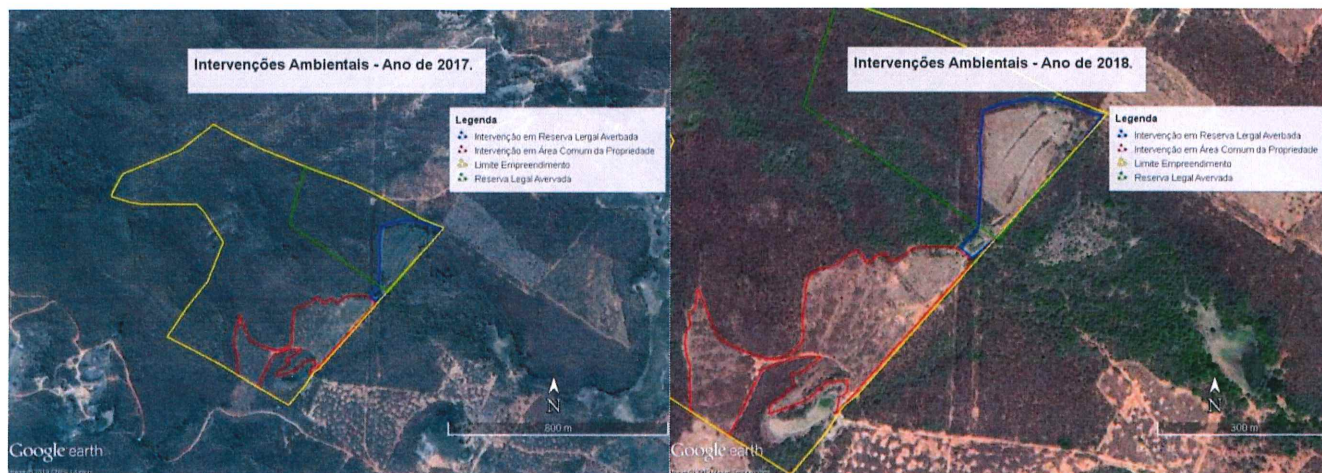 Intervenções Ambientais - Ano de 2017.
Legenda
Intervenção em Reserva Lergal Averbada
Intervenção em Área Comum da Propriedade
Limite Empreendimento
Reserva Legal Avervada
N
800 m
Google earth
Intervenções Ambientais - Ano de 2018.
Legenda
Intervenção em Reserva Lergal Averbada
Intervenção em Área Comum da Propriedade
Limite Empreendimento
Reserva Legal Avervada
N
300 m
Google earth